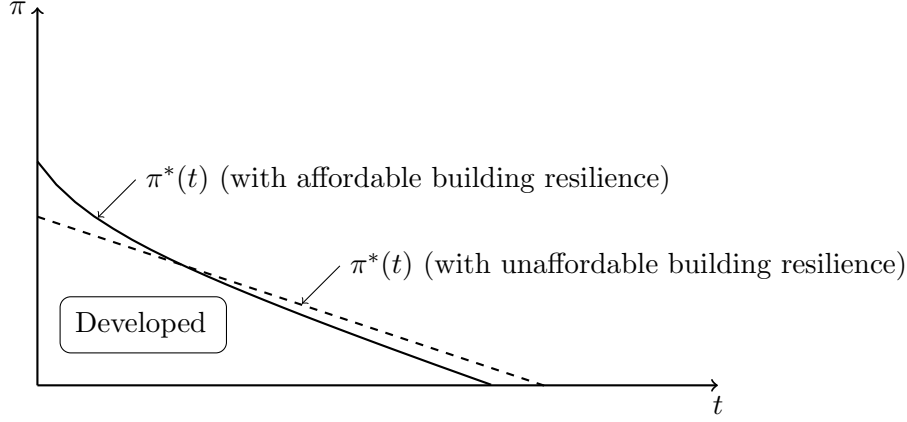 π
π*(t) (with affordable building resilience)
π*(t) (with unaffordable building resilience)
Developed
t